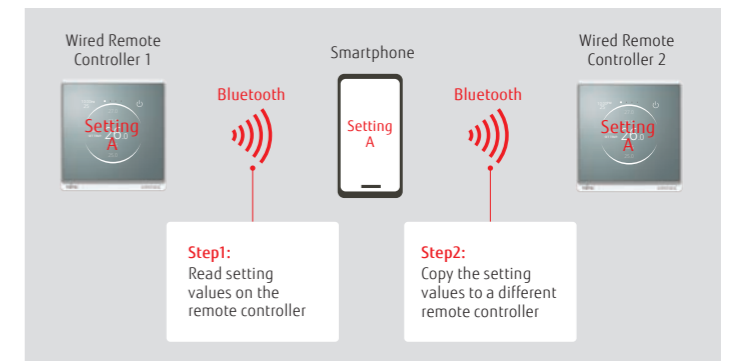 Wired Remote
Controller 1
Smartphone
Wired Remote
Controller 2
Bluetooth
Bluetooth
Setting
A
Setting
A
Setting
A
Step1:
Read setting
values on the
remote controller
Step2:
Copy the setting
values to a different
remote controller